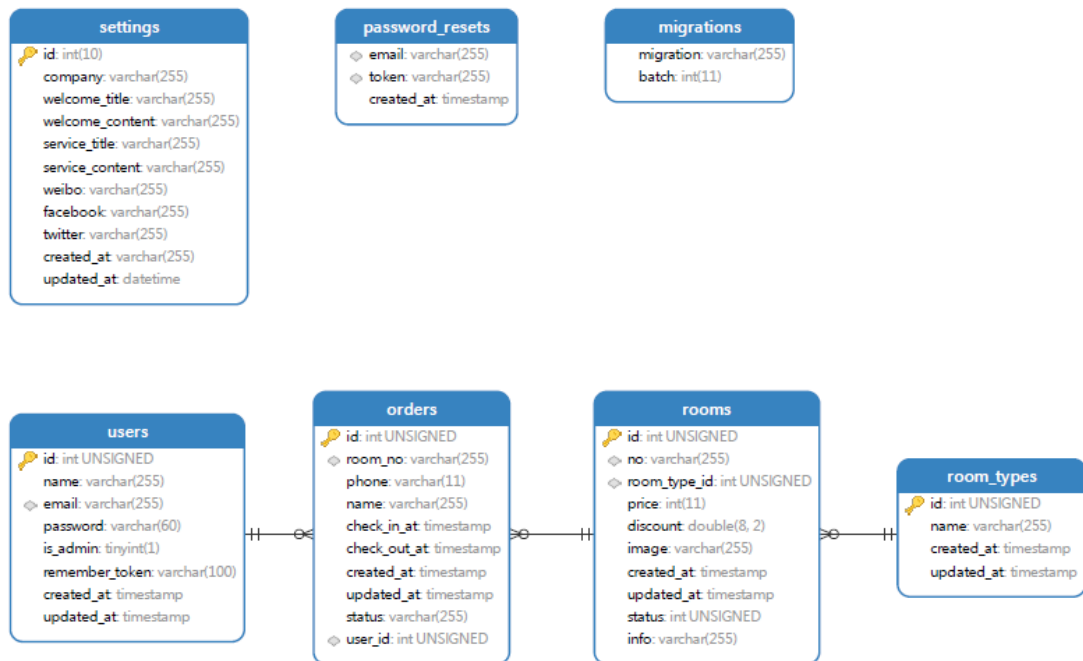 settings
id: int(10)
company: varchar(255)
welcome_title: varchar(255)
welcome_content: varchar(255)
service_title: varchar(255)
service_content: varchar(255)
weibo: varchar(255)
facebook: varchar(255)
twitter: varchar(255)
created_at: varchar(255)
updated_at: datetime
password_resets
email: varchar(255)
token: varchar(255)
created_at: timestamp
migrations
migration: varchar(255)
batch: int(11)
users
id: int UNSIGNED
name: varchar(255)
email: varchar(255)
password: varchar(60)
is_admin: tinyint(1)
remember_token: varchar(100)
created_at: timestamp
updated_at: timestamp
orders
id: int UNSIGNED
room_no: varchar(255)
phone: varchar(11)
name: varchar(255)
check_in_at: timestamp
check_out_at: timestamp
created_at: timestamp
updated_at: timestamp
status: varchar(255)
user_id: int UNSIGNED
rooms
id: int UNSIGNED
no: varchar(255)
room_type_id: int UNSIGNED
price: int(11)
discount: double(8, 2)
image: varchar(255)
created_at: timestamp
updated_at: timestamp
status: int UNSIGNED
info: varchar(255)
room_types
id: int UNSIGNED
name: varchar(255)
created_at: timestamp
updated_at: timestamp